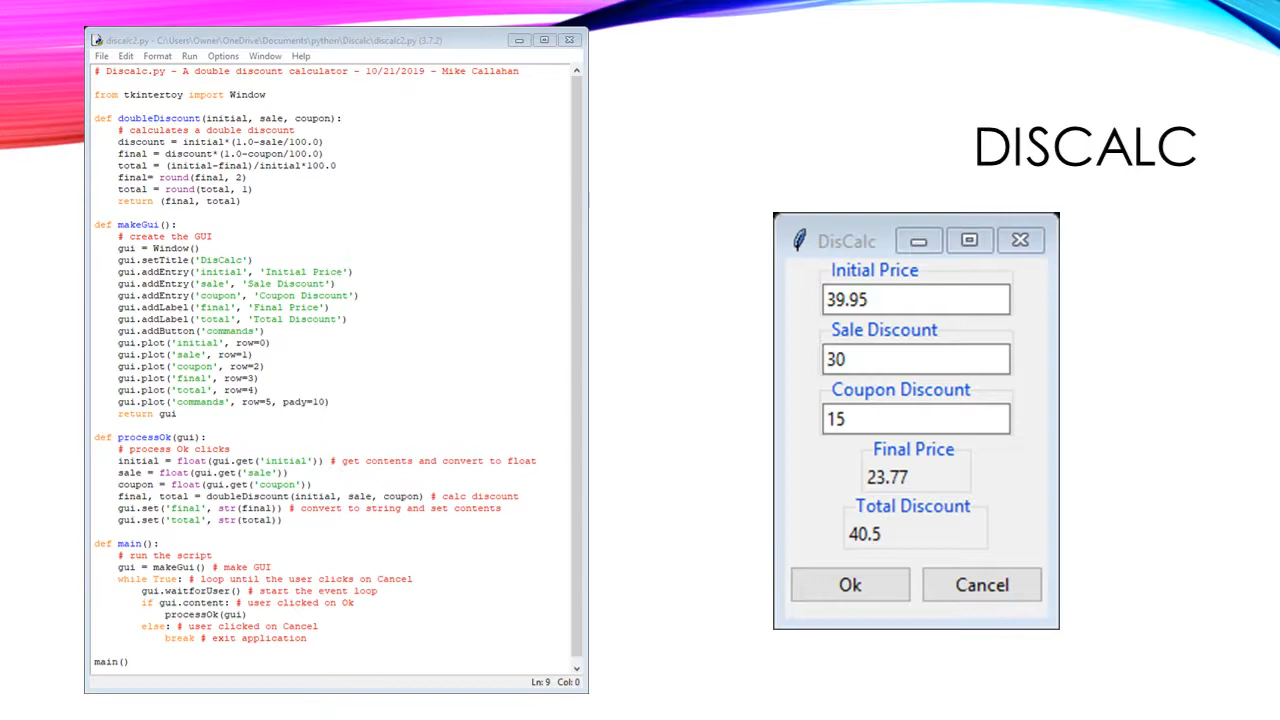 discalc2.py - C:\Users\Owner\OneDrive\Documents\python\Discalc\discalc2.py (3.7.2)
File Edit Format Run Options Window Help
# Discalc.py - A double discount calculator - 10/21/2019 - Mike Callahan
from tkintertoy import Window
def doubleDiscount(initial, sale, coupon):
# calculates a double discount
discount = initial*(1.0-sale/100.0)
final = discount*(1.0-coupon/100.0)
total = (initial-final)/initial*100.0
final= round(final, 2)
total = round(total, 1)
return (final, total)
def makeGui():
# create the GUI
gui = Window()
gui.setTitle('DisCalc')
gui.addEntry('initial', 'Initial Price')
gui.addEntry('sale', 'Sale Discount')
gui.addEntry('coupon', 'Coupon Discount')
gui.addLabel('final', 'Final Price')
gui.addLabel('total', 'Total Discount')
gui.addButton('commands')
gui.plot('initial', row=0)
gui.plot('sale', row=1)
gui.plot('coupon', row=2)
gui.plot('final', row=3)
gui.plot('total', row=4)
gui.plot('commands', row=5, pady=10)
return gui
def processOk(gui):
# process Ok clicks
initial = float(gui.get('initial')) # get contents and convert to float
sale = float(gui.get('sale'))
coupon = float(gui.get('coupon'))
final, total = doubleDiscount(initial, sale, coupon) # calc discount
gui.set('final', str(final)) # convert to string and set contents
gui.set('total', str(total))
def main():
# run the script
gui = makeGui() # make GUI
while True: # loop until the user clicks on Cancel
gui.waitforUser() # start the event loop
if gui.content: # user clicked on Ok
processOk(gui)
else: # user clicked on Cancel
break # exit application
main()
Ln: 9 Col: 0
DISCALC
DisCalc
Initial Price
39.95
Sale Discount
30
Coupon Discount
15
Final Price
23.77
Total Discount
40.5
Ok Cancel